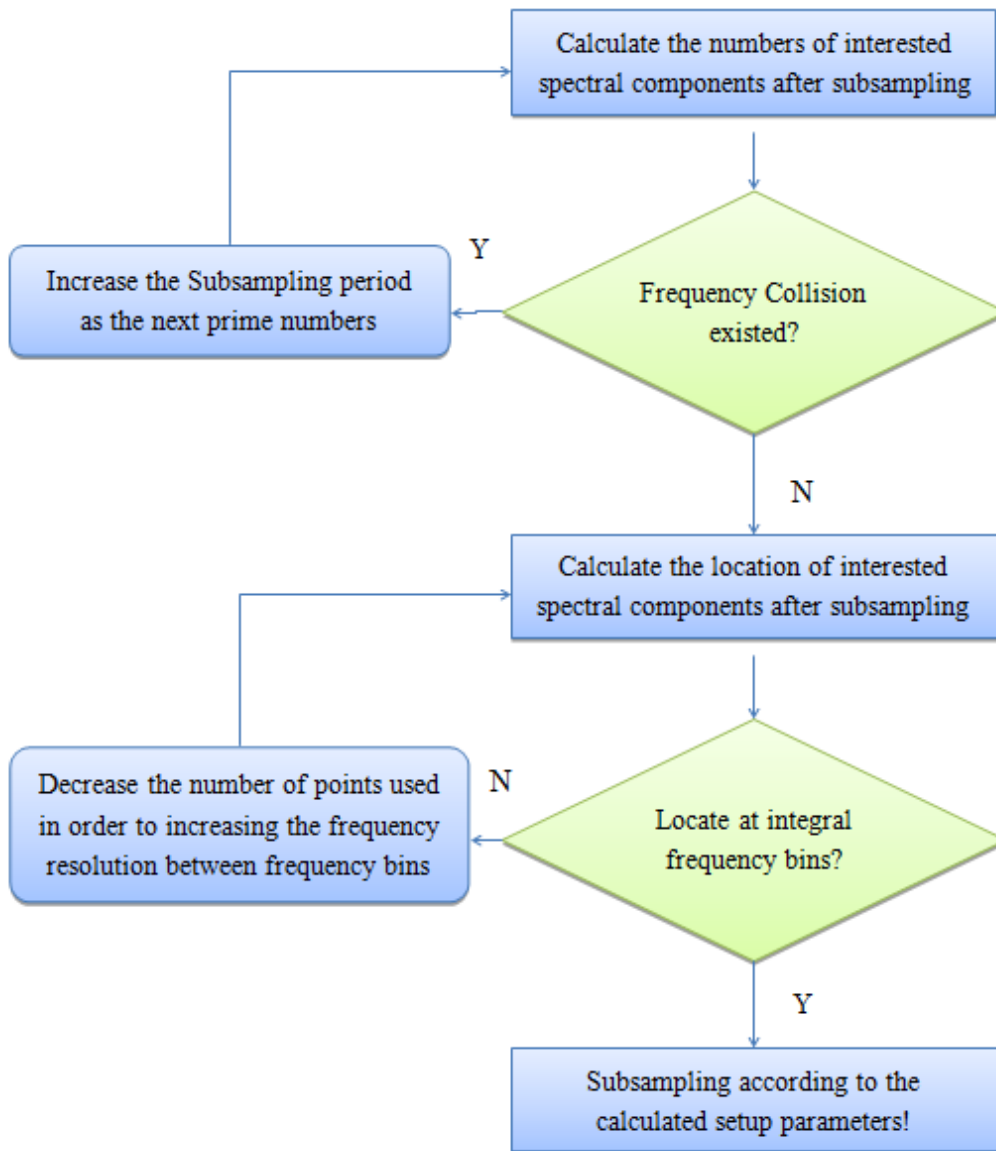 Calculate the numbers of interested
spectral components after subsampling
Y
Increase the Subsampling period
as the next prime numbers
Frequency Collision
existed?
N
Calculate the location of interested
spectral components after subsampling
N
Decrease the number of points used
in order to increasing the frequency
resolution between frequency bins
Locate at integral
frequency bins?
Y
Subsampling according to the
calculated setup parameters!